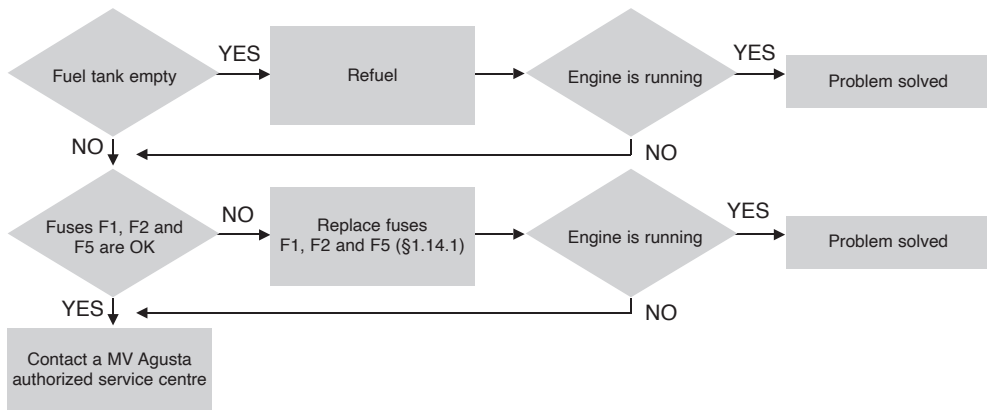 Fuel tank empty
YES
Refuel
Engine is running
YES
Problem solved
NO
NO
Fuses F1, F2 and
F5 are OK
NO
Replace fuses
F1, F2 and F5 (§1.14.1)
Engine is running
YES
Problem solved
YES
NO
Contact a MV Agusta
authorized service centre